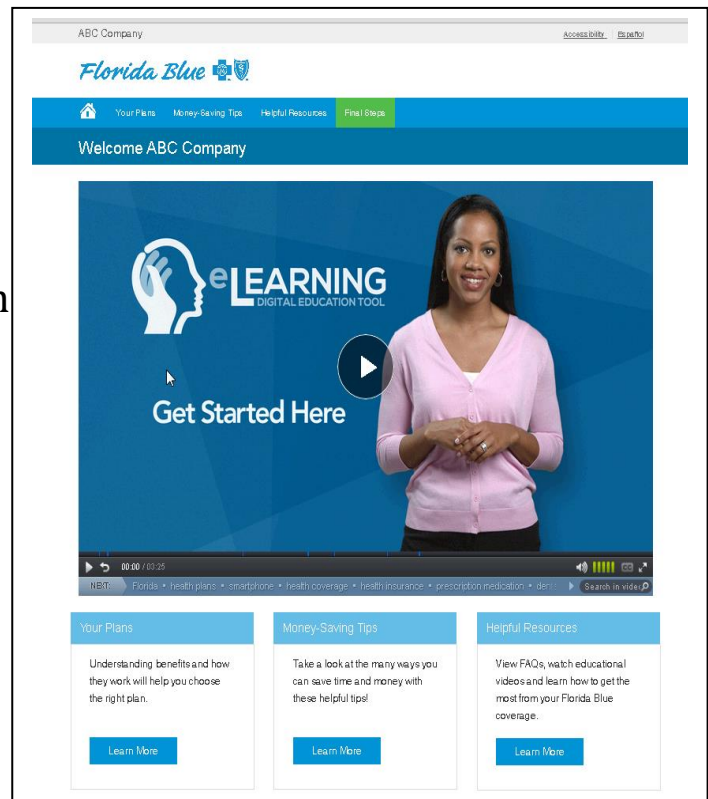 ABC Company
Accessibility Español
Florida Blue
Your Plans Money-Saving Tips Helpful Resources Final Steps
Welcome ABC Company
n
eLEARNING
DIGITAL EDUCATION TOOL
Get Started Here
00:00 / 03:25
CC
NEXT: Florida • health plans • smartphone • health coverage • health insurance • prescription medication •
Search in video
Your Plans
Understanding benefits and how
they work will help you choose
the right plan.
Learn More
Money-Saving Tips
Take a look at the many ways you
can save time and money with
these helpful tips!
Learn More
Helpful Resources
View FAQs, watch educational
videos and learn how to get the
most from your Florida Blue
coverage.
Learn More